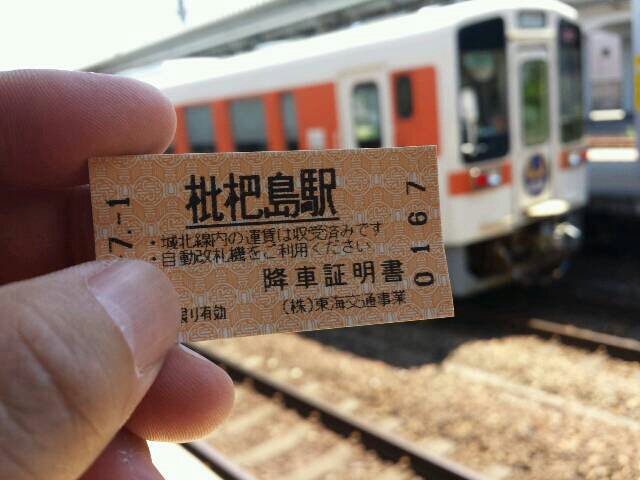 枇杷島駅
・城北線内の運賃は収受済みです
・自動改札機をご利用ください
降車証明書
限り有効
(株)東海交通事業
7.-1
0167